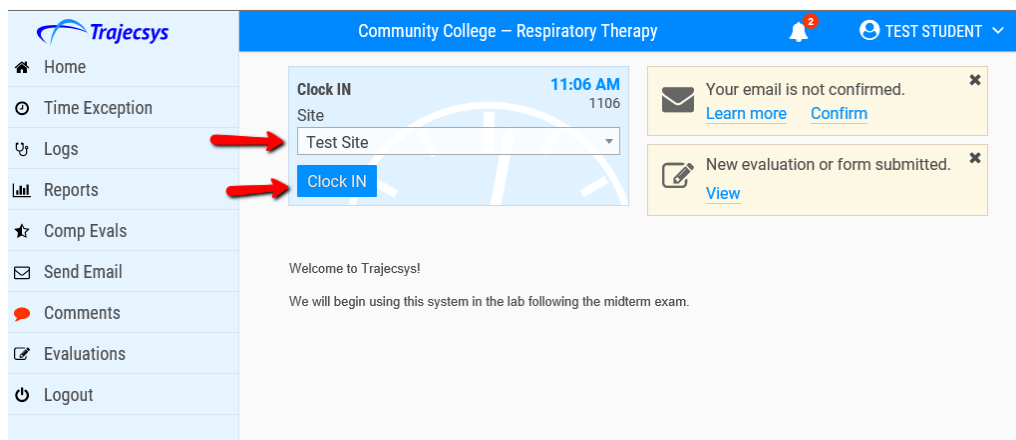 Trajecsys
Community College – Respiratory Therapy
2
TEST STUDENT
Home
Time Exception
Logs
Reports
Comp Evals
Send Email
Comments
Evaluations
Logout
Clock IN
11:06 AM
1106
Site
Test Site
Clock IN
Your email is not confirmed.
Learn more Confirm
New evaluation or form submitted.
View
Welcome to Trajecsys!
We will begin using this system in the lab following the midterm exam.